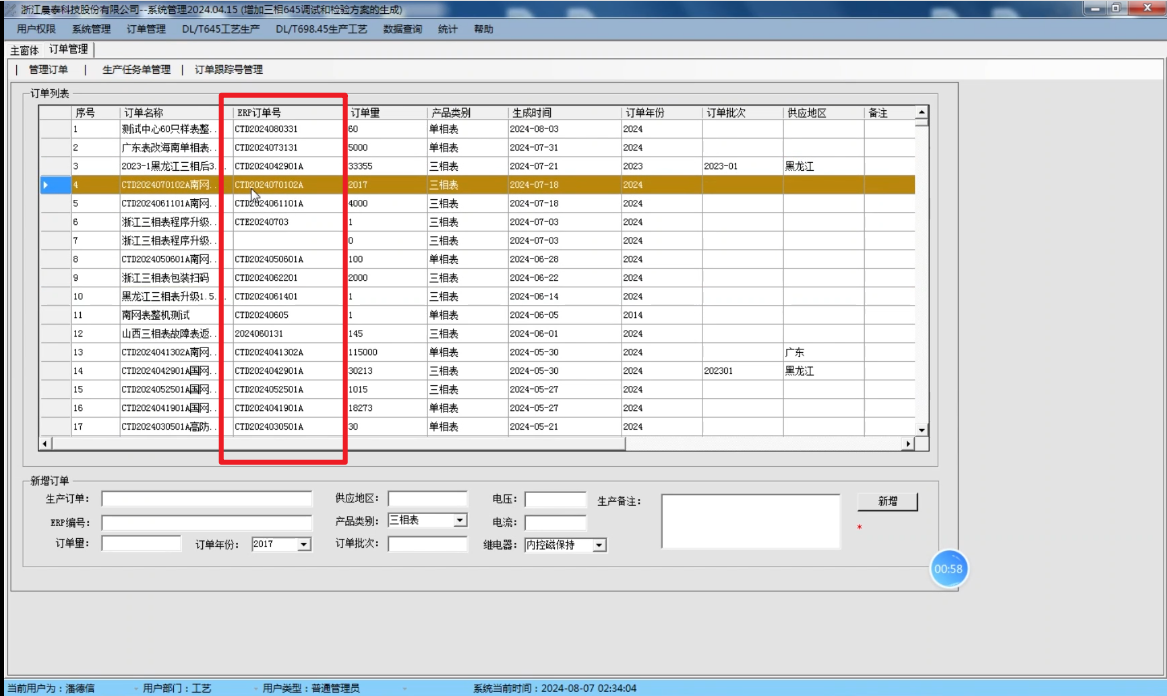 浙江晨泰科技股份有限公司--系统管理2024.04.15 (增加三相645调试和检验方案的生成)
用户权限 系统管理 订单管理 DL/T645工艺生产 DL/T698.45生产工艺 数据查询 统计 帮助
主窗体 订单管理
| 管理订单 | 生产任务单管理 | 订单跟踪号管理
订单列表
序号 订单名称 ERP订单号 订单量 产品类别 生成时间 订单年份 订单批次 供应地区 备注
1 测试中心60只样表整.. CTD2024080331 60 单相表 2024-08-03 2024
2 广东表改海南单相表.. CTD2024073131 5000 单相表 2024-07-31 2024
3 2023-1黑龙江三相后3.. CTD2024042901A 33355 三相表 2024-07-21 2023 2023-01 黑龙江
4 CTD2024070102A南网.. CTD2024070102A 2017 三相表 2024-07-18 2024
5 CTD2024061101A南网.. CTD2024061101A 4000 三相表 2024-07-18 2024
6 浙江三相表程序升级.. CTE20240703 1 三相表 2024-07-03 2024
7 浙江三相表程序升级.. 0 三相表 2024-07-03 2024
8 CTD2024050601A南网.. CTD2024050601A 100 单相表 2024-06-28 2024
9 浙江三相表包装扫码 CTD2024062201 2000 三相表 2024-06-22 2024
10 黑龙江三相表升级1.5.. CTD2024061401 1 三相表 2024-06-14 2024
11 南网表整机测试 CTD20240605 1 单相表 2024-06-05 2014
12 山西三相表故障表返.. 2024060131 145 三相表 2024-06-01 2024
13 CTD2024041302A南网.. CTD2024041302A 115000 单相表 2024-05-30 2024 广东
14 CTD2024042901A国网.. CTD2024042901A 30213 三相表 2024-05-30 2024 202301 黑龙江
15 CTD2024052501A国网.. CTD2024052501A 1015 三相表 2024-05-27 2024
16 CTD2024041901A国网.. CTD2024041901A 18273 单相表 2024-05-27 2024
17 CTD2024030501A高防.. CTD2024030501A 30 单相表 2024-05-21 2024
新增订单
生产订单: 供应地区: 电压: 生产备注: 新增
ERP编号: 产品类别: 三相表 电流: *
订单量: 订单年份: 2017 订单批次: 继电器: 内控磁保持
00:58
当前用户为：潘德信 - 用户部门：工艺 - 用户类型：普通管理员 - 系统当前时间：2024-08-07 02:34:04